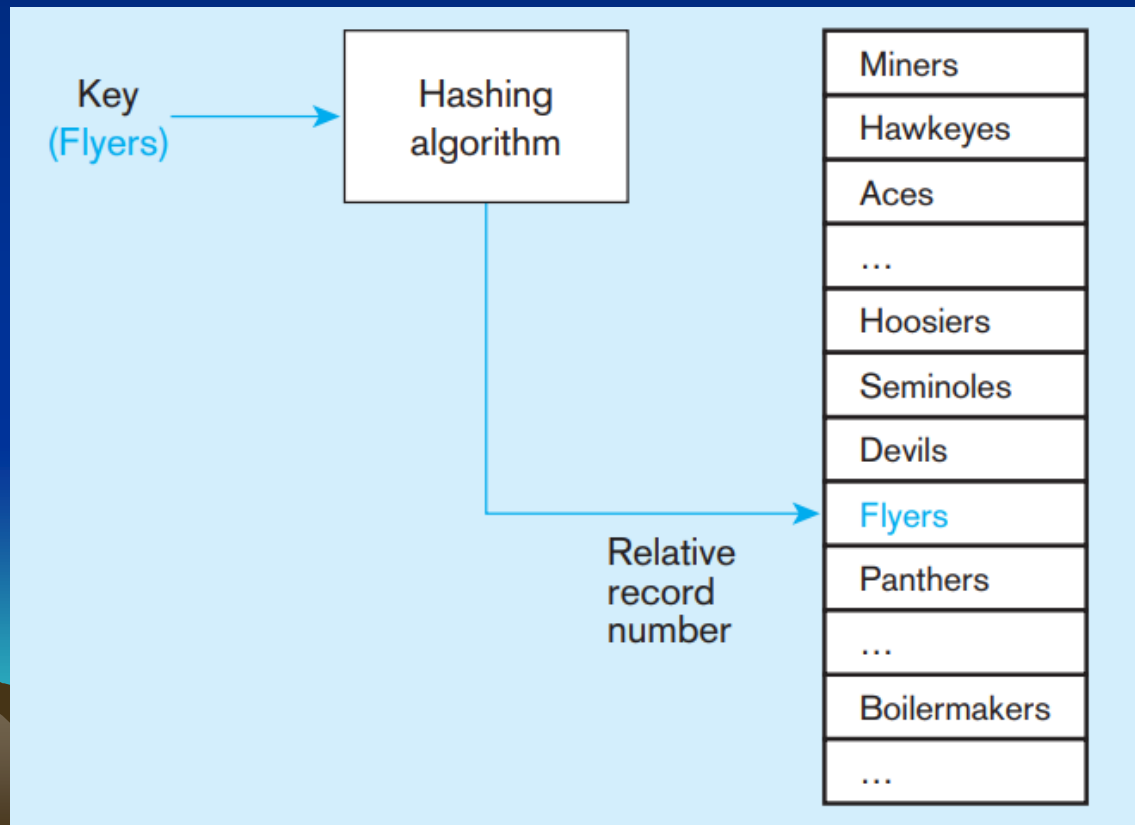 Key
(Flyers)
Hashing
algorithm
Relative
record
number
Miners
Hawkeyes
Aces
...
Hoosiers
Seminoles
Devils
Flyers
Panthers
...
Boilermakers
...